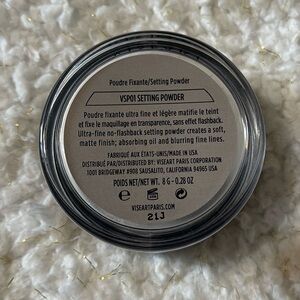 Poudre Fixante/Setting Powder
VSP01 SETTING POWDER
Poudre fixante ultra fine et légère matifie le teint
et fixe le maquillage en transparence, sans effet flashback.
Ultra-fine no-flashback setting powder creates a soft,
matte finish; absorbing oil and blurring fine lines.
FABRIQUÉ AUX ÉTATS-UNIS/MADE IN USA
DISTRIBUÉ PAR/DISTRIBUTED BY: VISEART PARIS CORPORATION
1001 BRIDGEWAY #908 SAUSALITO, CALIFORNIA 94965 USA
POIDS NET/NET WT. 8 G - 0.28 OZ
VISEARTPARIS.COM
21J